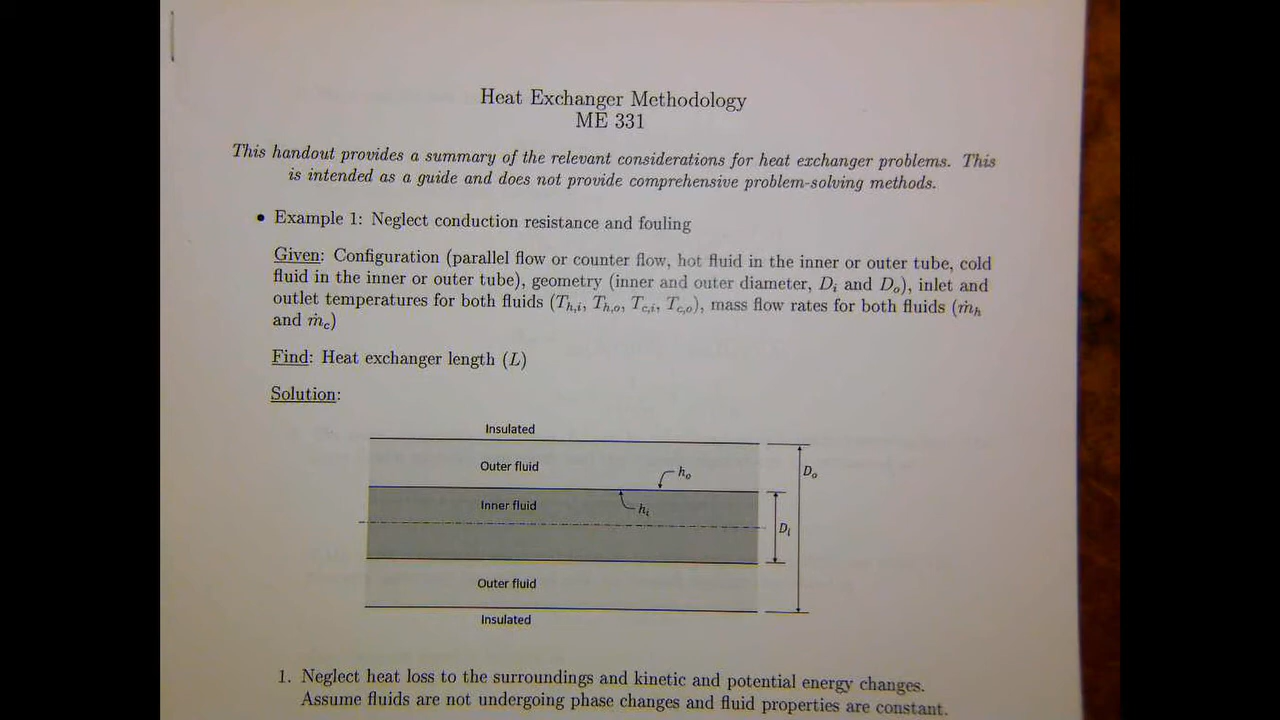 Heat Exchanger Methodology
ME 331
This handout provides a summary of the relevant considerations for heat exchanger problems. This
is intended as a guide and does not provide comprehensive problem-solving methods.
• Example 1: Neglect conduction resistance and fouling
Given: Configuration (parallel flow or counter flow, hot fluid in the inner or outer tube, cold
fluid in the inner or outer tube), geometry (inner and outer diameter, Dᵢ and Dₒ), inlet and
outlet temperatures for both fluids (T_h,i, T_h,o, T_c,i, T_c,o), mass flow rates for both fluids (ṁ_h
and ṁ_c)
Find: Heat exchanger length (L)
Solution:
Insulated
Outer fluid
hₒ
Dₒ
Inner fluid
hᵢ
Dᵢ
Outer fluid
Insulated
1. Neglect heat loss to the surroundings and kinetic and potential energy changes.
Assume fluids are not undergoing phase changes and fluid properties are constant.